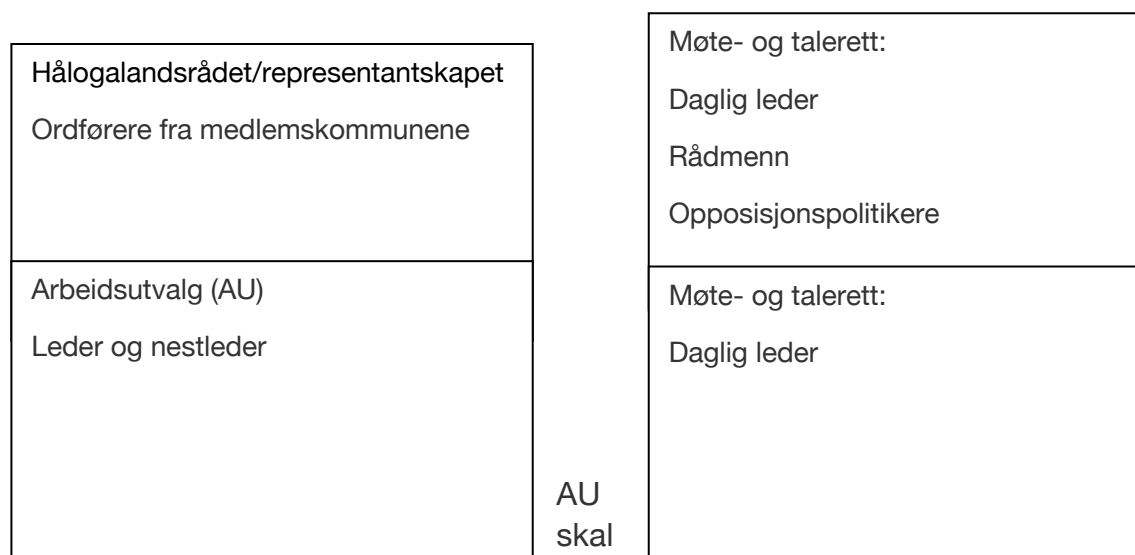 Hålogalandsrådet/representantskapet
Ordførere fra medlemskommunene
Møte- og talerett:
Daglig leder
Rådmenn
Opposisjonspolitikere
Arbeidsutvalg (AU)
Leder og nestleder
Møte- og talerett:
Daglig leder
AU
skal